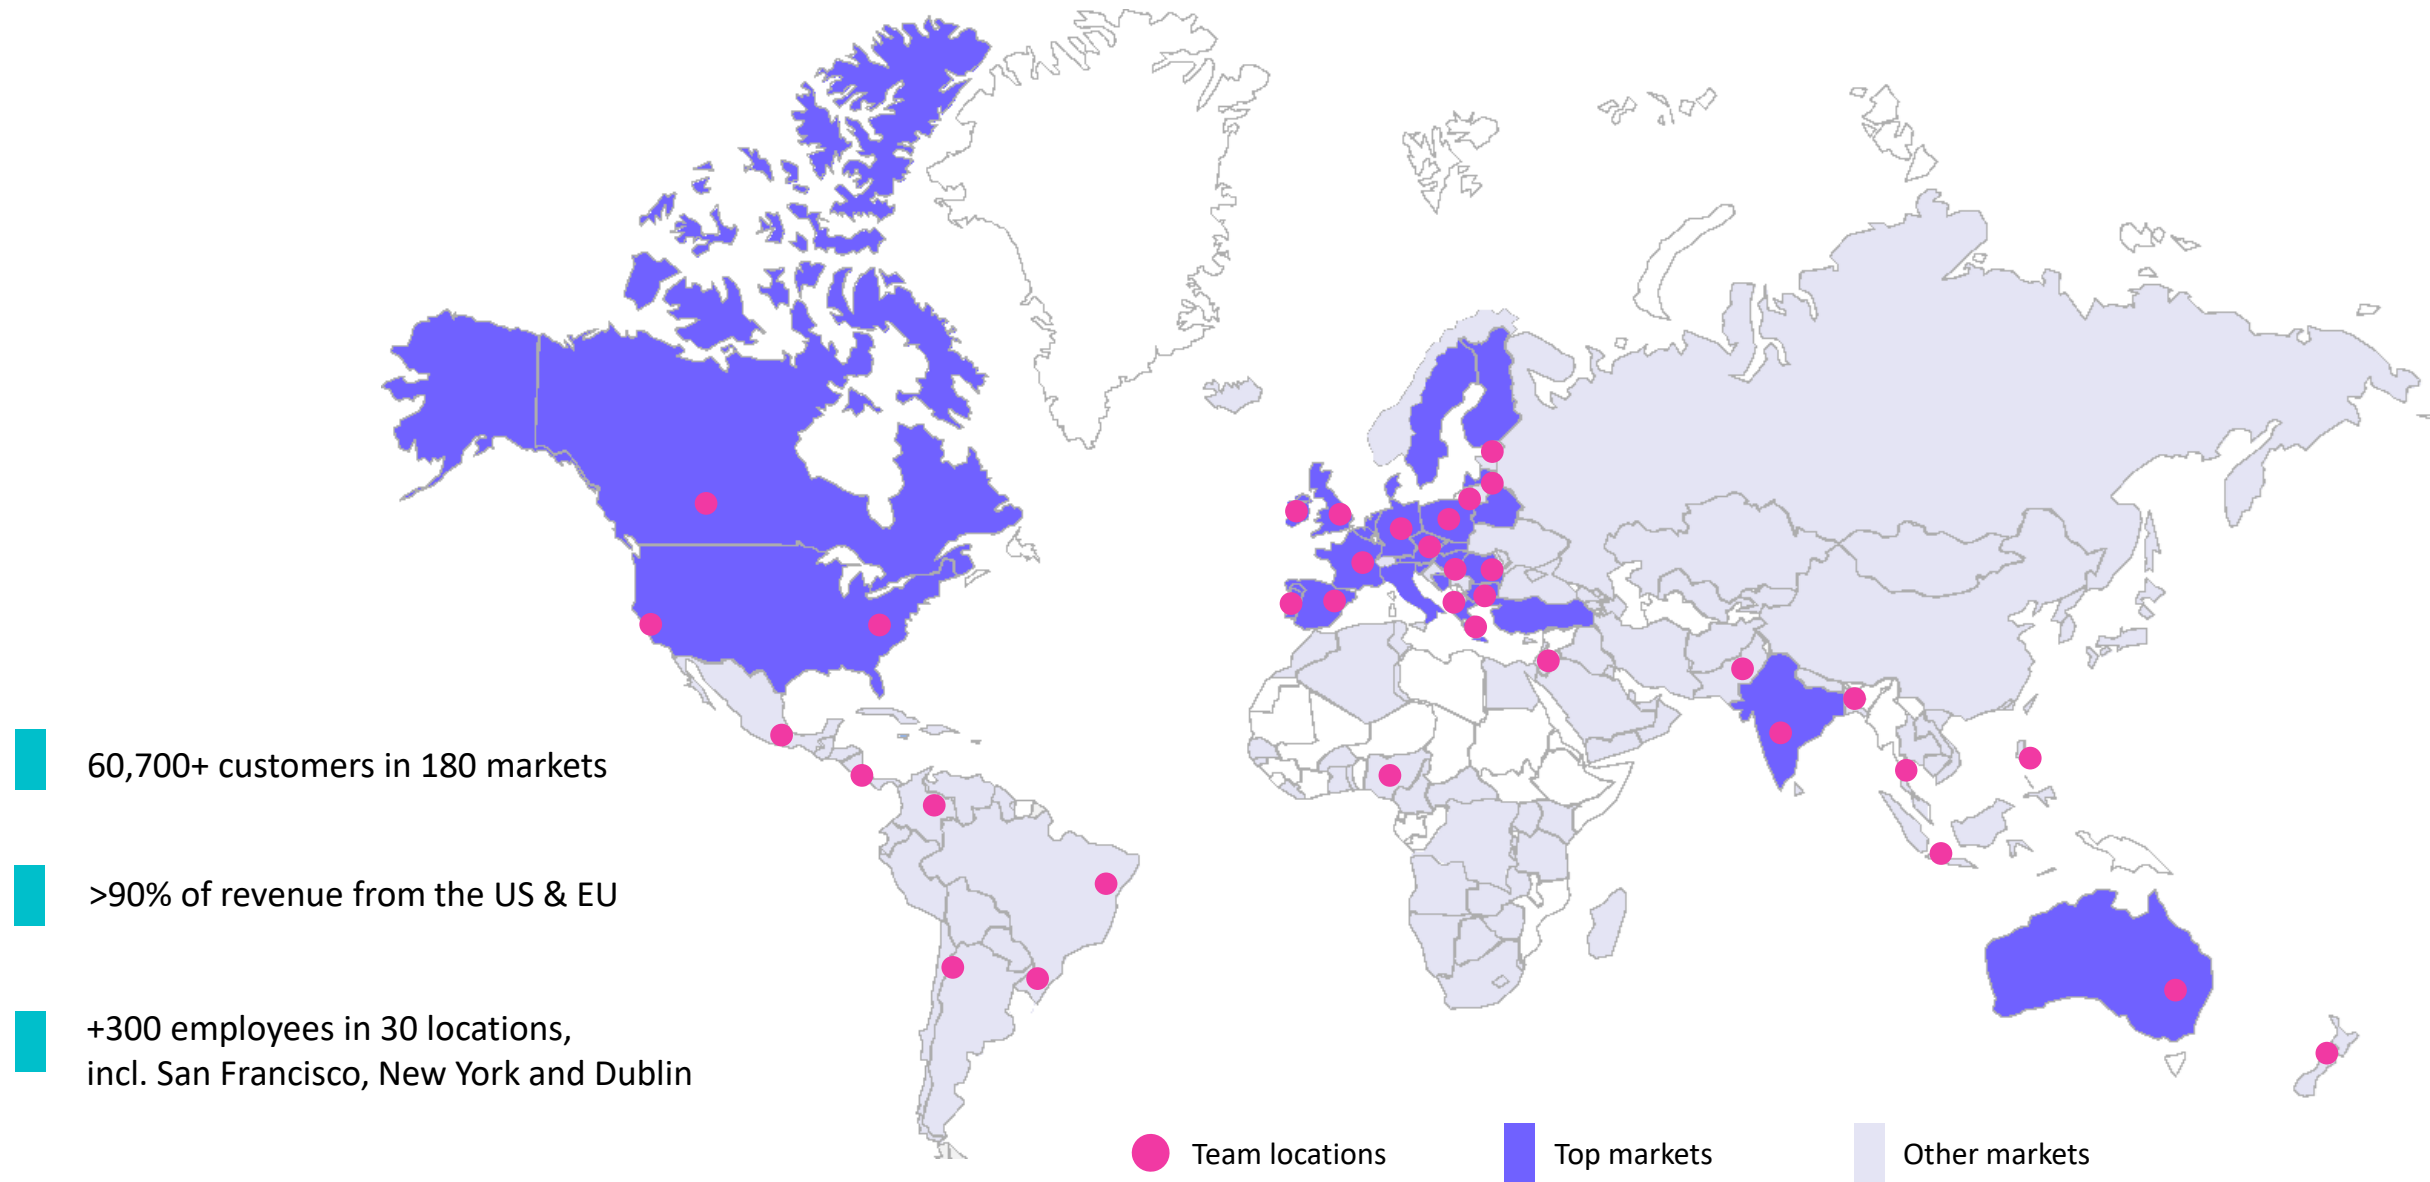 60,700+ customers in 180 markets
>90% of revenue from the US & EU
+300 employees in 30 locations,
incl. San Francisco, New York and Dublin
Team locations
Top markets
Other markets